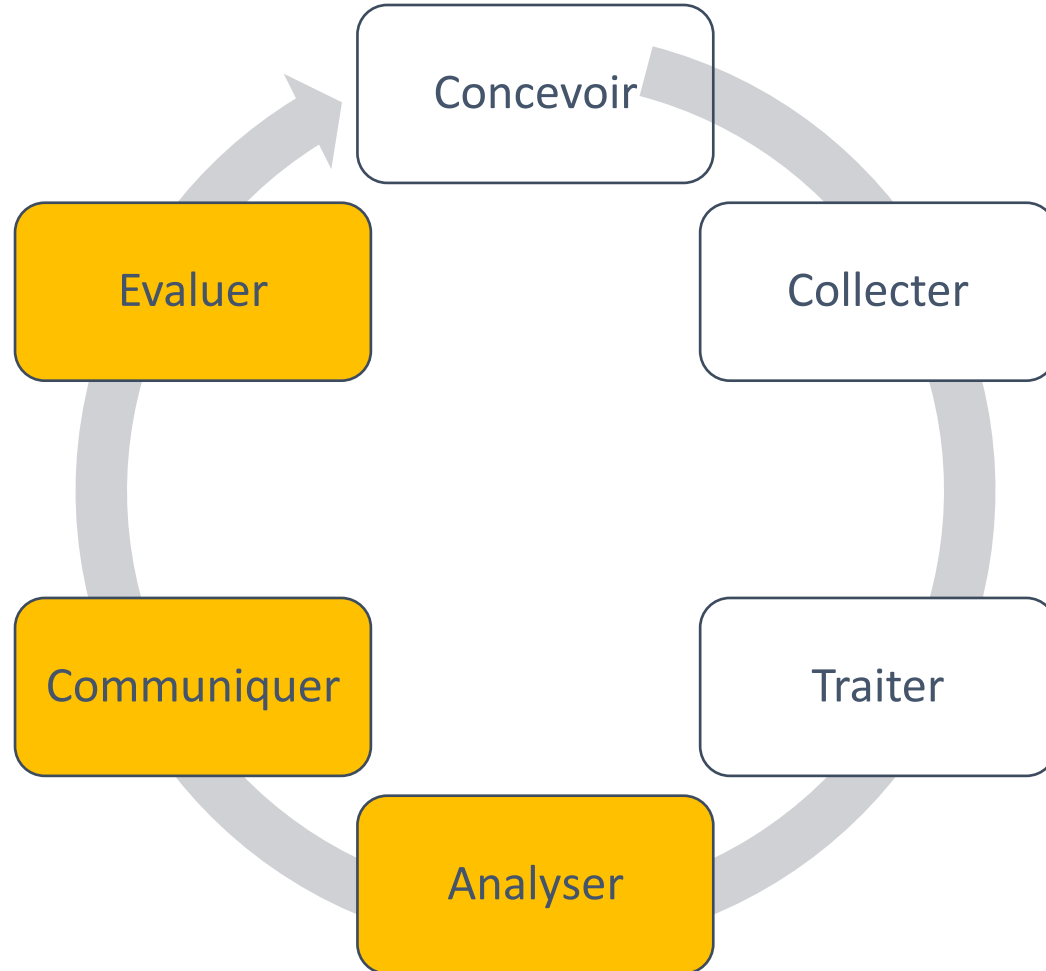 Concevoir
Collecter
Traiter
Analyser
Communiquer
Evaluer